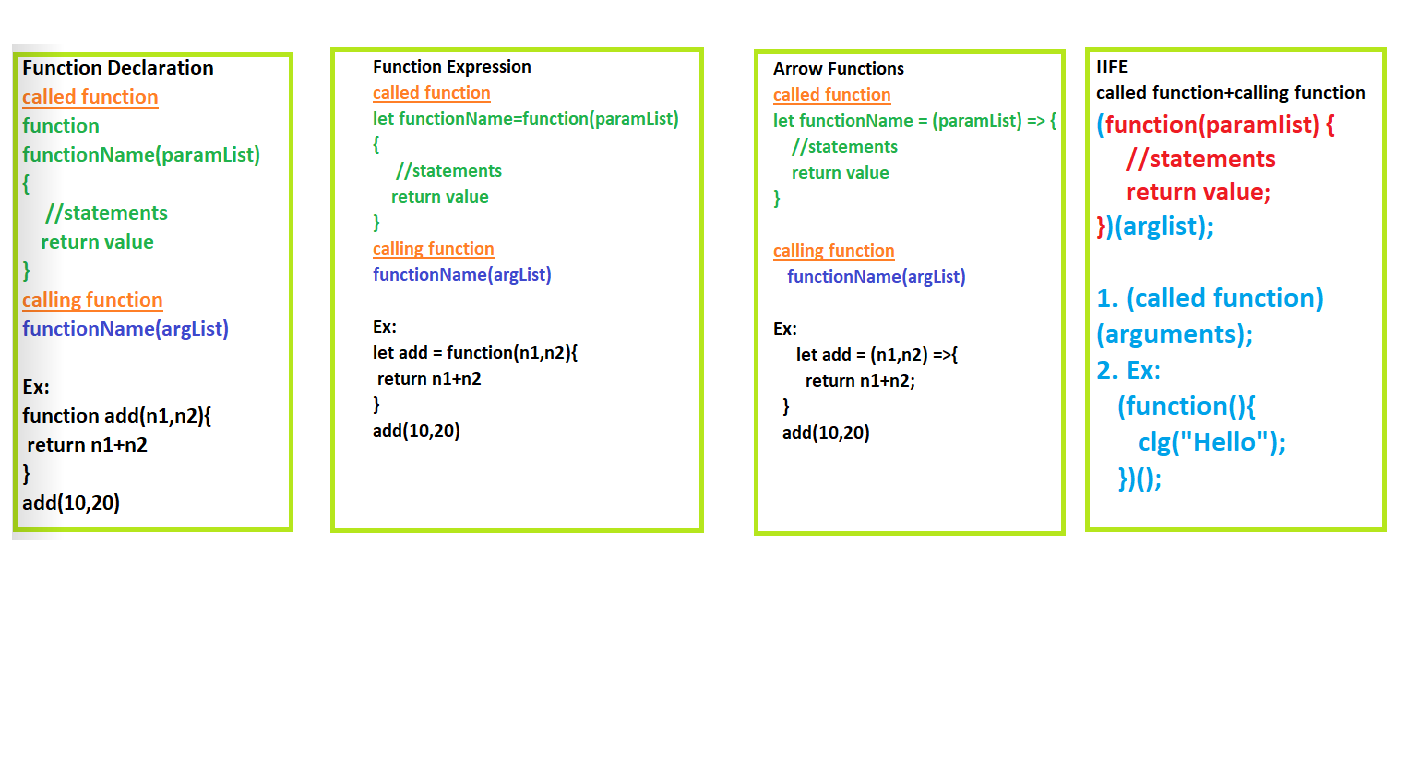 Function Declaration
called function
function
functionName(paramList)
{
//statements
return value
}
calling function
functionName(argList)
Ex:
function add(n1,n2){
return n1+n2
}
add(10,20)
Function Expression
called function
let functionName=function(paramList)
{
//statements
return value
}
calling function
functionName(argList)
Ex:
let add = function(n1,n2){
return n1+n2
}
add(10,20)
Arrow Functions
called function
let functionName = (paramList) => {
//statements
return value
}
calling function
functionName(argList)
Ex:
let add = (n1,n2) =>{
return n1+n2;
}
add(10,20)
IIFE
called function+calling function
(function(paramlist) {
//statements
return value;
})(arglist);
1. (called function)
(arguments);
2. Ex:
(function(){
clg("Hello");
})();